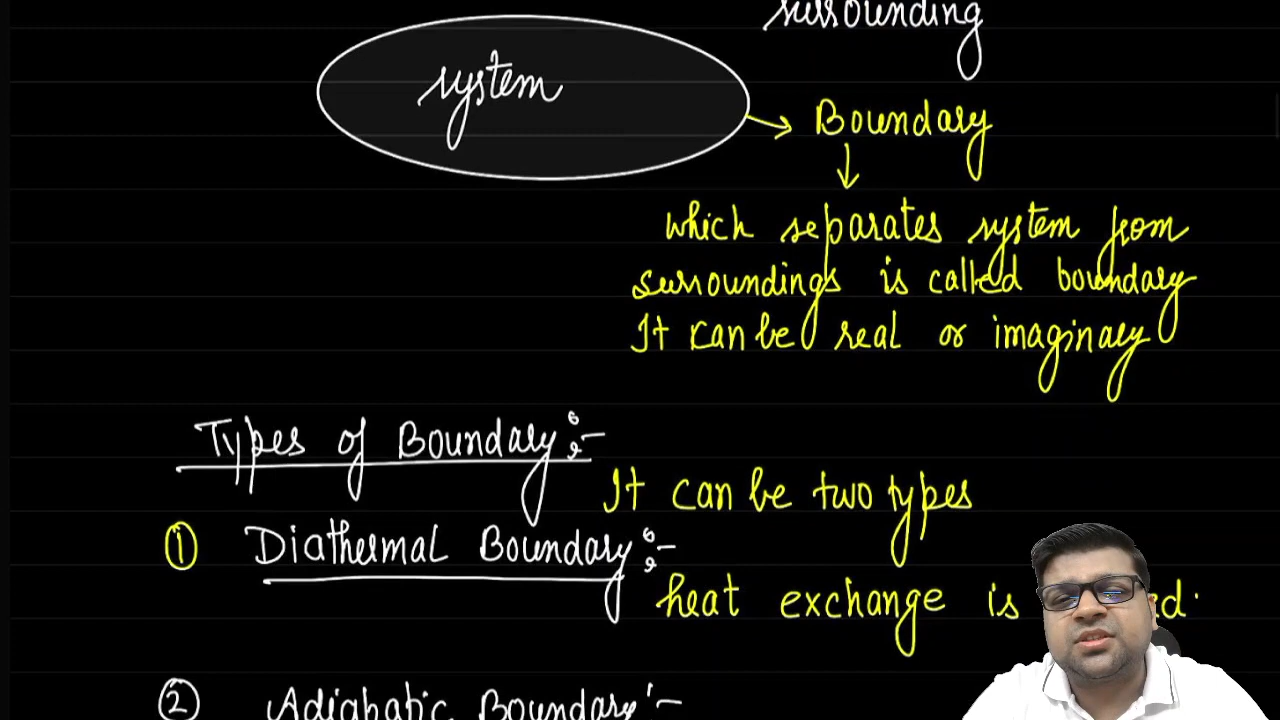 surrounding
system
→ Boundary
↓
which separates system from
surroundings is called boundary
It can be real or imaginary
Types of Boundary:-
It can be two types
① Diathermal Boundary:-
heat exchange is
② Adiabatic Boundary:-